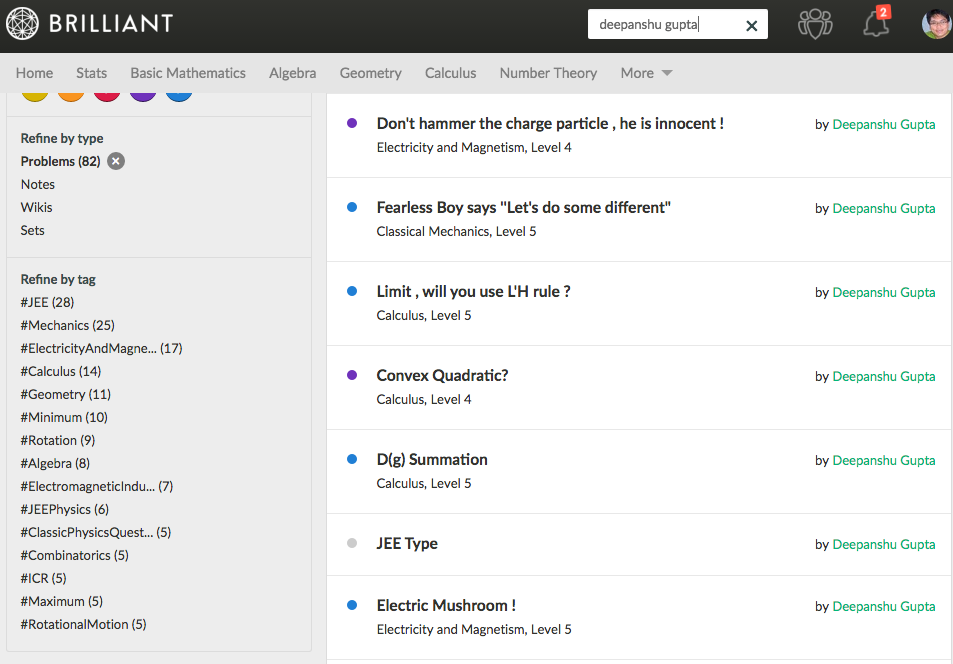 BRILLIANT
deepanshu gupta
2
Home Stats Basic Mathematics Algebra Geometry Calculus Number Theory More
Refine by type
Problems (82)
Notes
Wikis
Sets
Refine by tag
#JEE (28)
#Mechanics (25)
#ElectricityAndMagne... (17)
#Calculus (14)
#Geometry (11)
#Minimum (10)
#Rotation (9)
#Algebra (8)
#ElectromagneticIndu... (7)
#JEEPhysics (6)
#ClassicPhysicsQuest... (5)
#Combinatorics (5)
#ICR (5)
#Maximum (5)
#RotationalMotion (5)
Don't hammer the charge particle , he is innocent ! by Deepanshu Gupta
Electricity and Magnetism, Level 4
Fearless Boy says "Let's do some different" by Deepanshu Gupta
Classical Mechanics, Level 5
Limit , will you use L'H rule ? by Deepanshu Gupta
Calculus, Level 5
Convex Quadratic? by Deepanshu Gupta
Calculus, Level 4
D(g) Summation by Deepanshu Gupta
Calculus, Level 5
JEE Type by Deepanshu Gupta
Electric Mushroom ! by Deepanshu Gupta
Electricity and Magnetism, Level 5